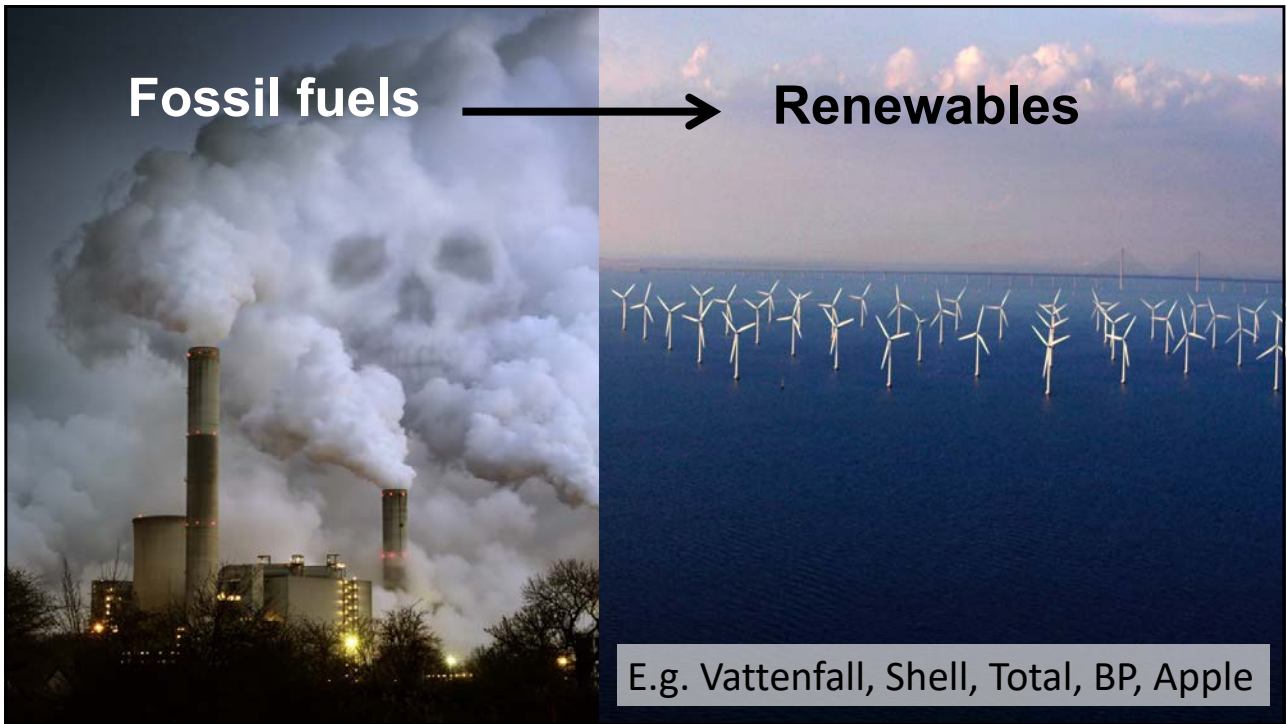 Fossil fuels
Renewables
E.g. Vattenfall, Shell, Total, BP, Apple